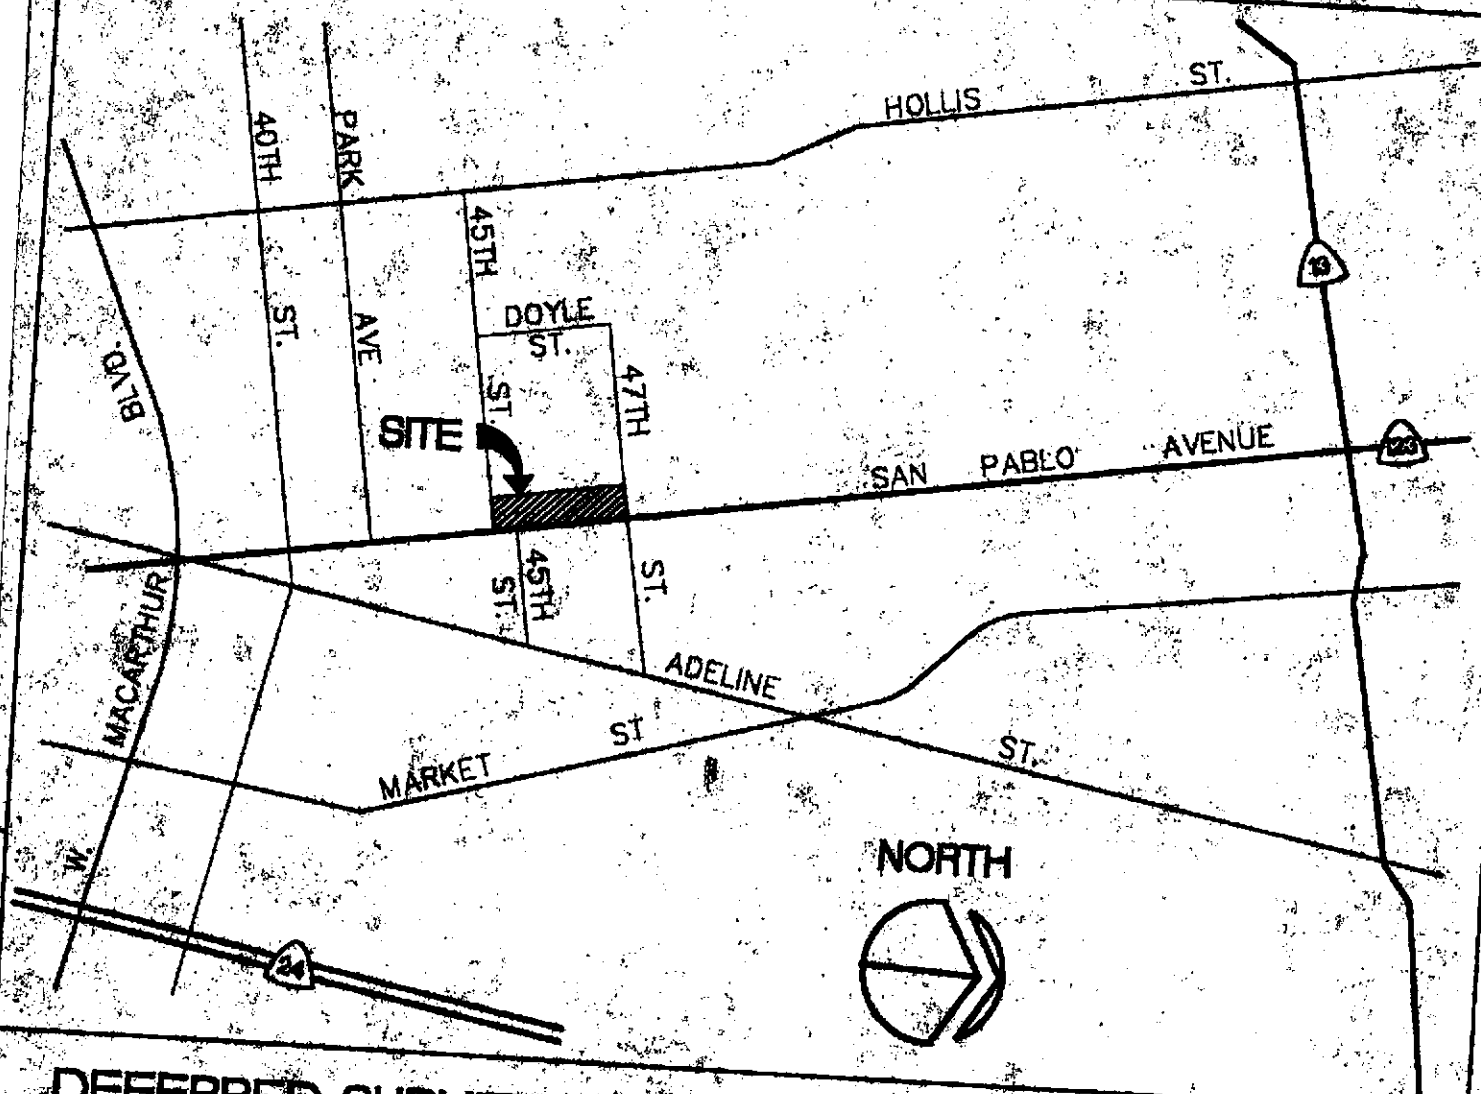 HOLLIS ST.
40TH ST.
PARK AVE
45TH ST.
DOYLE
ST.
47TH ST.
13
BLVD.
SITE
SAN PABLO AVENUE
123
45TH
ST.
W. MACARTHUR
ADELINE ST.
MARKET ST
NORTH
24